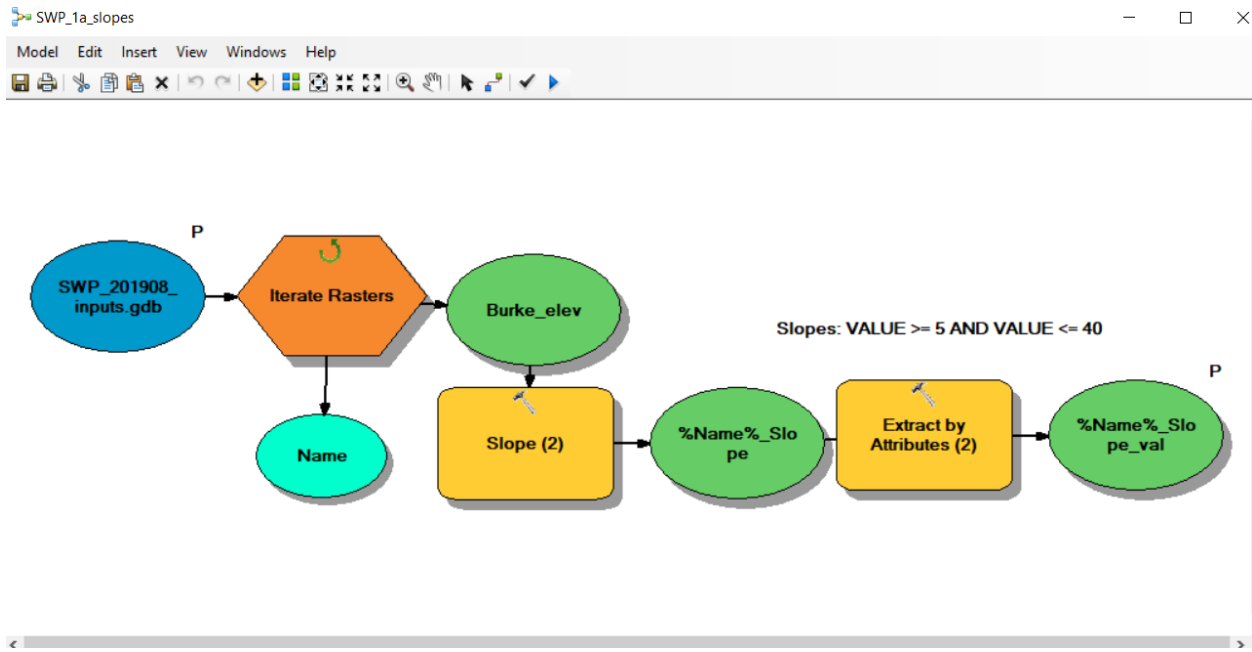 SWP_1a_slopes
Model Edit Insert View Windows Help
P
SWP_201908_
inputs.gdb
Iterate Rasters
Burke_elev
Name
Slope (2)
%Name%_Slo
pe
Slopes: VALUE >= 5 AND VALUE <= 40
Extract by
Attributes (2)
P
%Name%_Slo
pe_val